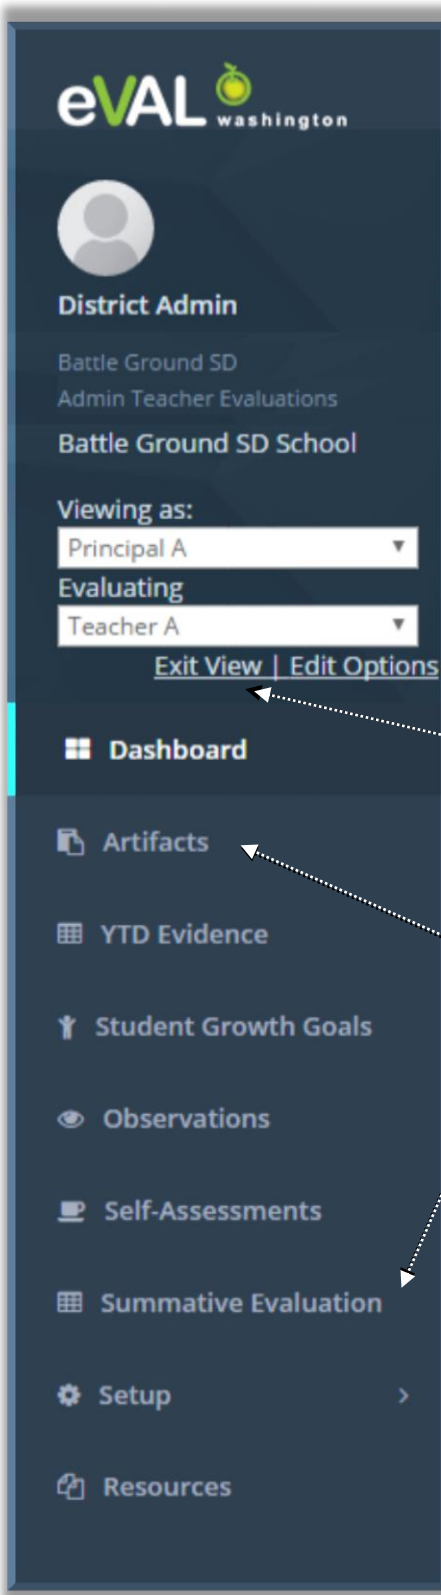 eVAL
washington
District Admin
Battle Ground SD
Admin Teacher Evaluations
Battle Ground SD School
Viewing as:
Principal A
Evaluating
Teacher A
Exit View | Edit Options
Dashboard
Artifacts
YTD Evidence
Student Growth Goals
Observations
Self-Assessments
Summative Evaluation
Setup
Resources